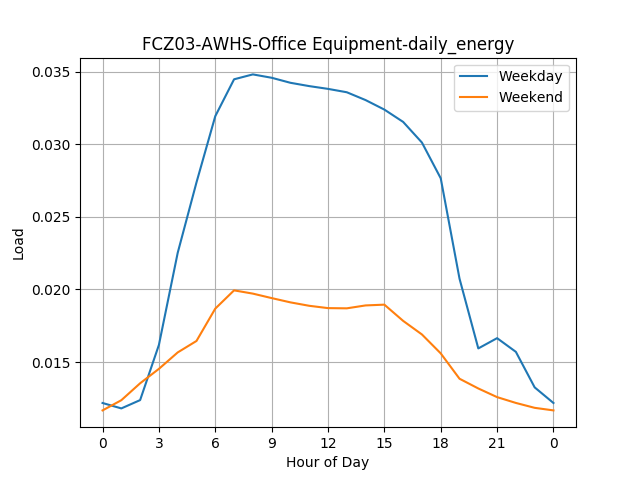 FCZ03-AWHS-Office Equipment-daily_energy
Weekday
Weekend
Load
0.035
0.030
0.025
0.020
0.015
0 3 6 9 12 15 18 21 0
Hour of Day